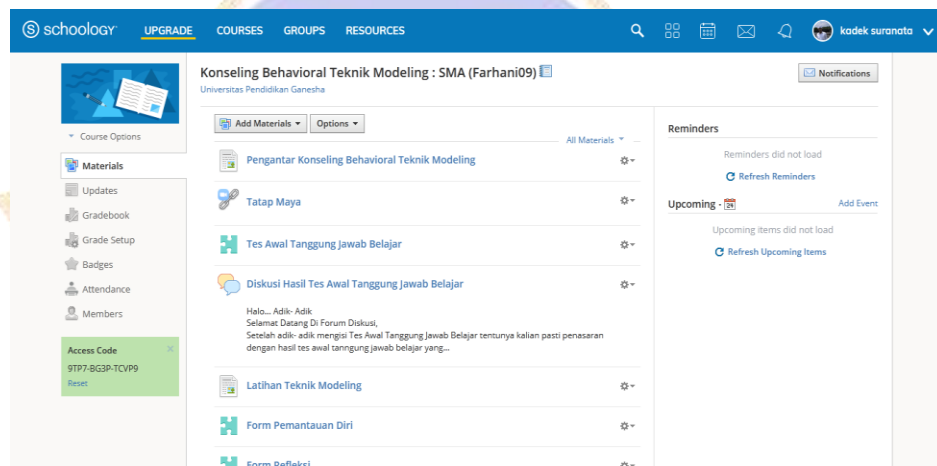 S schoology
UPGRADE
COURSES
GROUPS
RESOURCES
kadek suranata
Konseling Behavioral Teknik Modeling : SMA (Farhani09)
Universitas Pendidikan Ganesha
Notifications
Course Options
Materials
Updates
Gradebook
Grade Setup
Badges
Attendance
Members
Access Code
9TP7-BG3P-TCVP9
Reset
Add Materials
Options
All Materials
Pengantar Konseling Behavioral Teknik Modeling
Tatap Maya
Tes Awal Tanggung Jawab Belajar
Diskusi Hasil Tes Awal Tanggung Jawab Belajar
Halo... Adik- Adik
Selamat Datang Di Forum Diskusi,
Setelah adik- adik mengisi Tes Awal Tanggung Jawab Belajar tentunya kalian pasti penasaran
dengan hasil tes awal tanngung jawab belajar yang...
Latihan Teknik Modeling
Form Pemantauan Diri
Form Refleksi
Reminders
Reminders did not load
Refresh Reminders
Upcoming -
Add Event
Upcoming items did not load
Refresh Upcoming Items